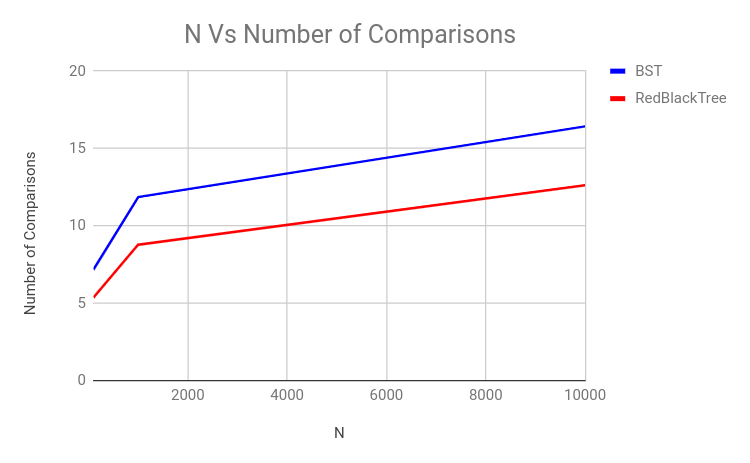 N Vs Number of Comparisons
BST
RedBlackTree
Number of Comparisons
20
15
10
5
0
2000 4000 6000 8000 10000
N